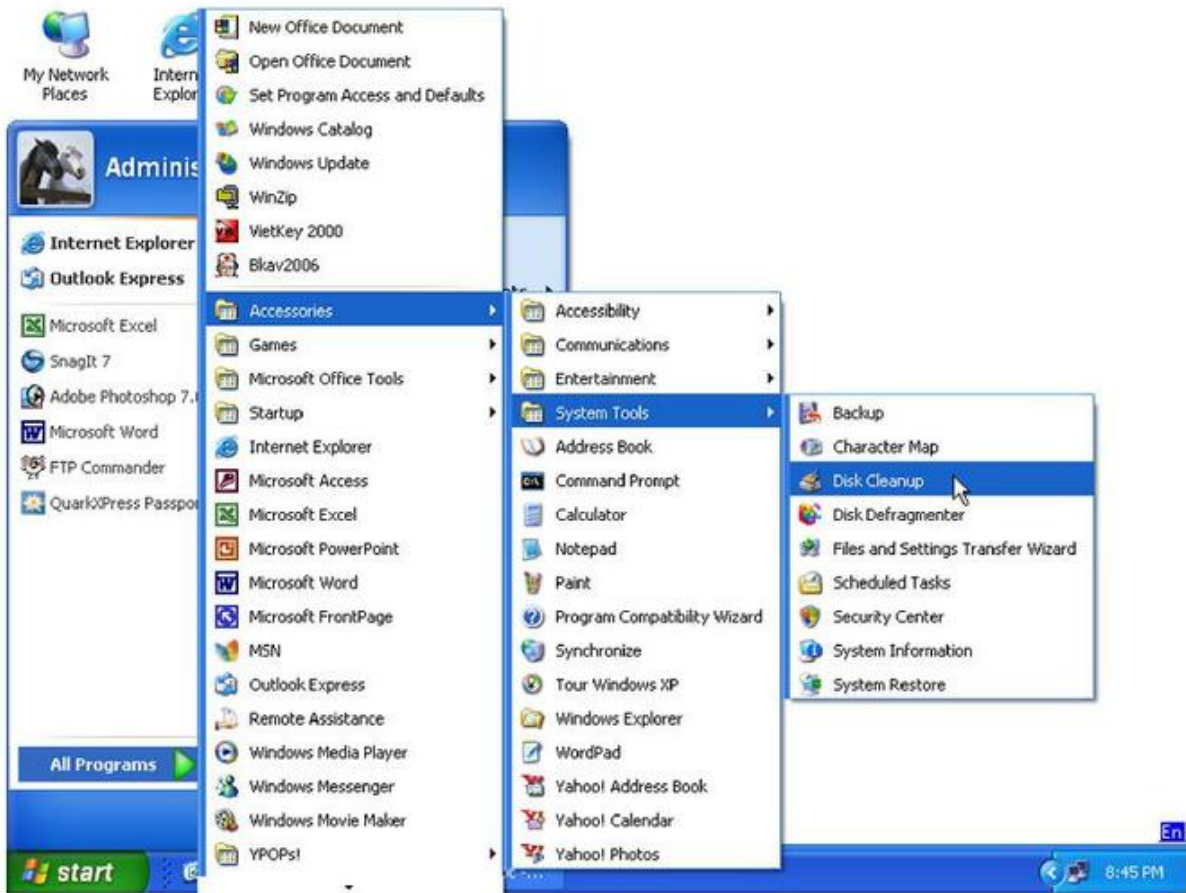 My Network
Places
Intern
Explor
Adminis
Internet Explorer
Outlook Express
Microsoft Excel
SnagIt 7
Adobe Photoshop 7.
Microsoft Word
FTP Commander
QuarkXPress Passpo
All Programs
New Office Document
Open Office Document
Set Program Access and Defaults
Windows Catalog
Windows Update
WinZip
VietKey 2000
Bkav2006
Accessories
Games
Microsoft Office Tools
Startup
Internet Explorer
Microsoft Access
Microsoft Excel
Microsoft PowerPoint
Microsoft Word
Microsoft FrontPage
MSN
Outlook Express
Remote Assistance
Windows Media Player
Windows Messenger
Windows Movie Maker
YPOPs!
Accessibility
Communications
Entertainment
System Tools
Address Book
Command Prompt
Calculator
Notepad
Paint
Program Compatibility Wizard
Synchronize
Tour Windows XP
Windows Explorer
WordPad
Yahoo! Address Book
Yahoo! Calendar
Yahoo! Photos
Backup
Character Map
Disk Cleanup
Disk Defragmenter
Files and Settings Transfer Wizard
Scheduled Tasks
Security Center
System Information
System Restore
En
start
8:45 PM